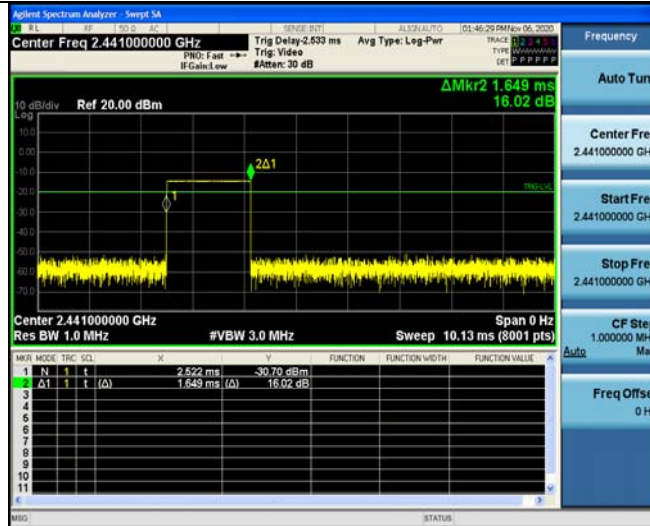 Agilent Spectrum Analyzer - Swept SA
RL RF 50 Ω AC SENSE:INT ALIGNAUTO 01:46:29 PM Nov 06, 2020
Center Freq 2.441000000 GHz
PNO: Fast
IFGain:Low
Trig Delay-2.533 ms
Trig: Video
#Atten: 30 dB
Avg Type: Log-Pwr
TRACE 1 2 3 4 5 6
TYPE
DET P P P P P P
ΔMkr2 1.649 ms
16.02 dB
10 dB/div Ref 20.00 dBm
Log
10.0
0.00
-10.0
-20.0
-30.0
-40.0
-50.0
-60.0
-70.0
2Δ1
1
TRIG LVL
Center 2.441000000 GHz Span 0 Hz
Res BW 1.0 MHz #VBW 3.0 MHz Sweep 10.13 ms (8001 pts)
MKR MODE TRC SCL X Y FUNCTION FUNCTION WIDTH FUNCTION VALUE
1 N 1 t 2.522 ms -30.70 dBm
2 Δ1 1 t (Δ) 1.649 ms (Δ) 16.02 dB
3
4
5
6
7
8
9
10
11
MSG STATUS
Frequency
Auto Tun
Center Fre
2.441000000 GH
Start Fre
2.441000000 GH
Stop Fre
2.441000000 GH
CF Ste
1.000000 MH
Auto Ma
Freq Offse
0 H